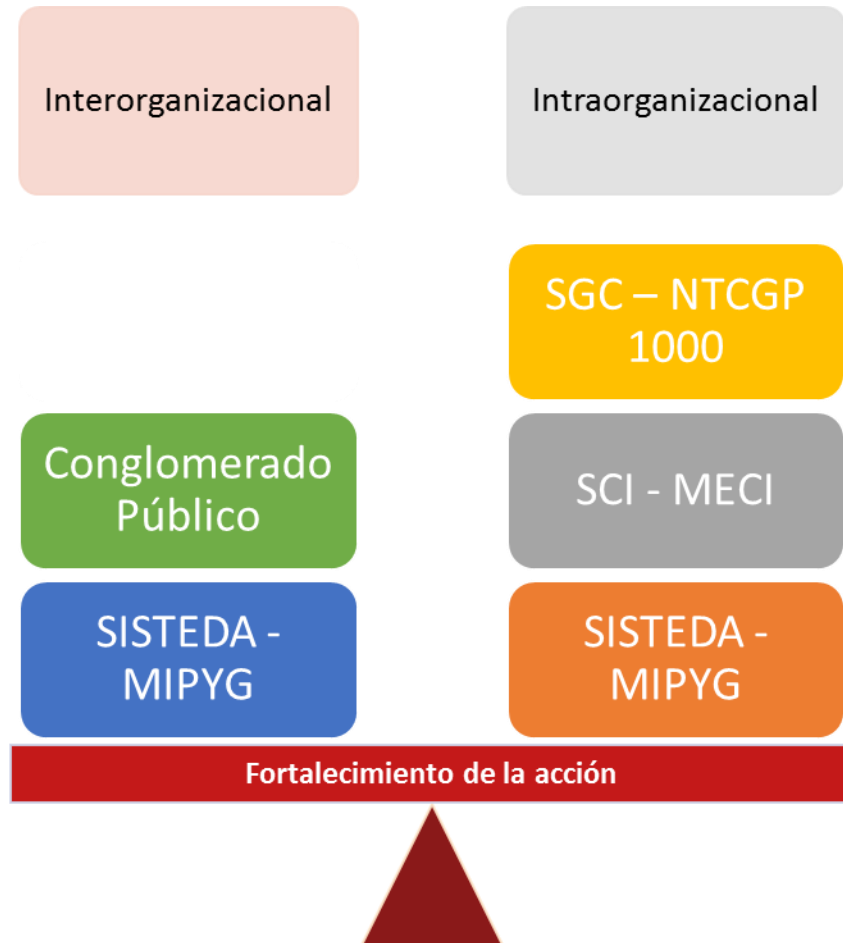 Interorganizacional
Intraorganizacional
SGC – NTCGP
1000
Conglomerado
Público
SCI - MECI
SISTEDA -
MIPYG
SISTEDA -
MIPYG
Fortalecimiento de la acción